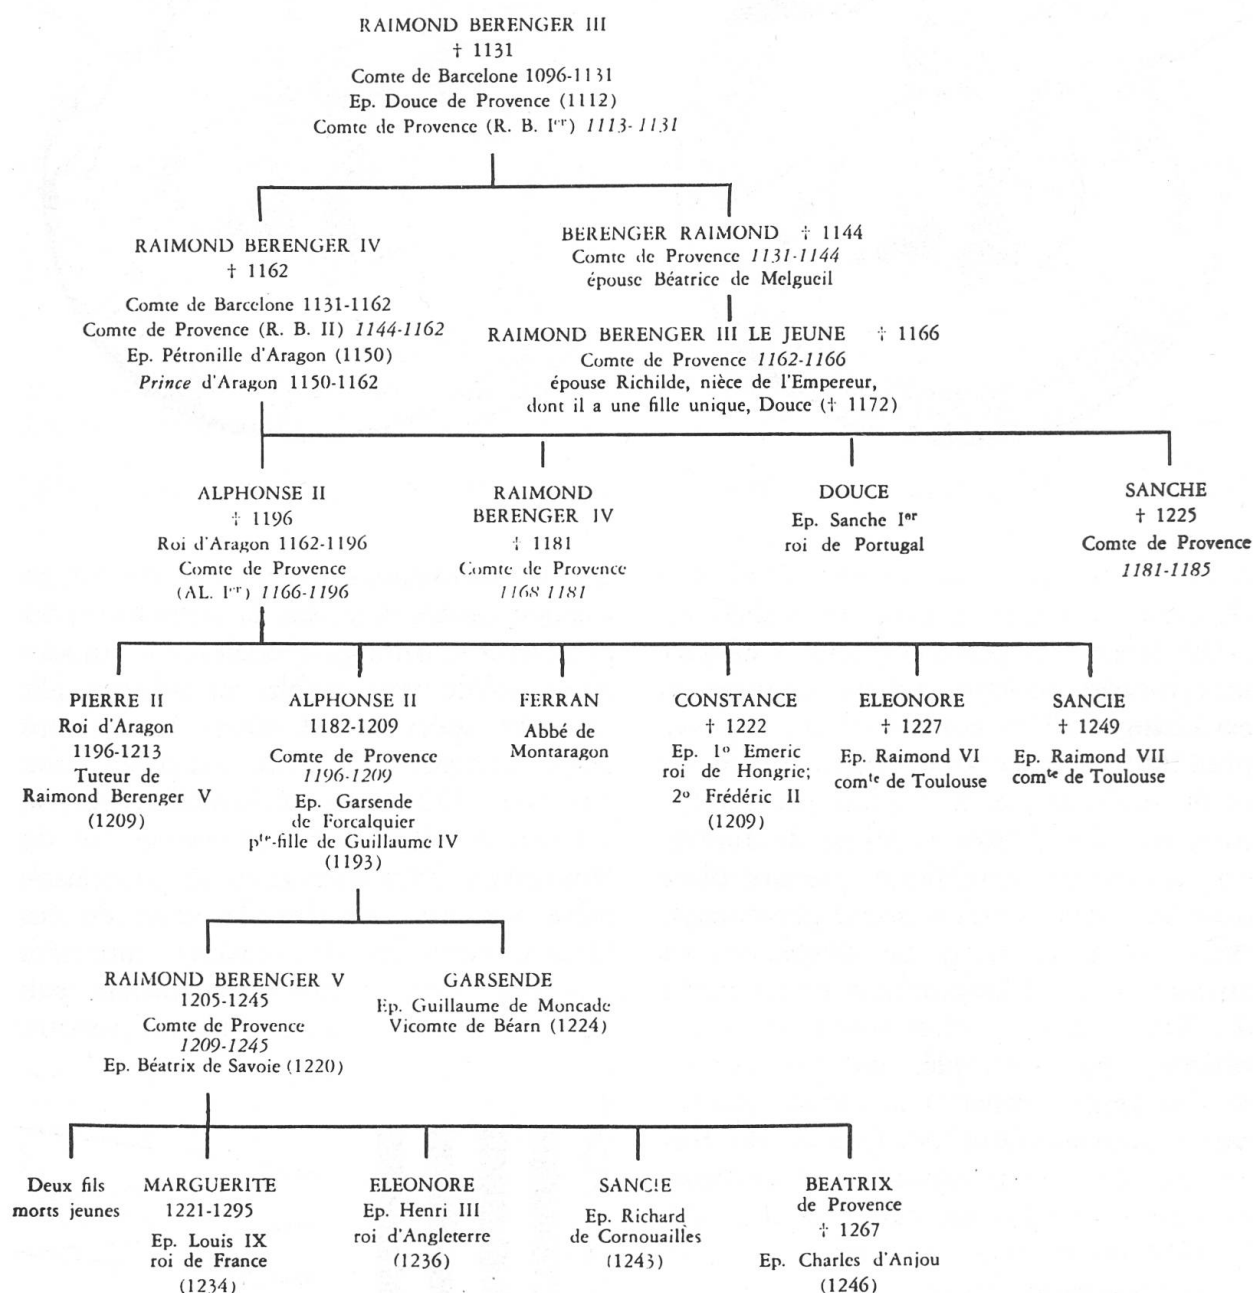 RAIMOND BERENGER III
† 1131
Comte de Barcelone 1096-1131
Ep. Douce de Provence (1112)
Comte de Provence (R. B. Iᵉʳ) 1113-1131
RAIMOND BERENGER IV
† 1162
Comte de Barcelone 1131-1162
Comte de Provence (R. B. II) 1144-1162
Ep. Pétronille d'Aragon (1150)
Prince d'Aragon 1150-1162
BERENGER RAIMOND † 1144
Comte de Provence 1131-1144
épouse Béatrice de Melgueil
RAIMOND BERENGER III LE JEUNE † 1166
Comte de Provence 1162-1166
épouse Richilde, nièce de l'Empereur,
dont il a une fille unique, Douce († 1172)
ALPHONSE II
† 1196
Roi d'Aragon 1162-1196
Comte de Provence
(AL. Iᵉʳ) 1166-1196
RAIMOND
BERENGER IV
† 1181
Comte de Provence
1168 1181
DOUCE
Ep. Sanche Iᵉʳ
roi de Portugal
SANCHE
† 1225
Comte de Provence
1181-1185
PIERRE II
Roi d'Aragon
1196-1213
Tuteur de
Raimond Berenger V
(1209)
ALPHONSE II
1182-1209
Comte de Provence
1196-1209
Ep. Garsende
de Forcalquier
pᵗᵉ-fille de Guillaume IV
(1193)
FERRAN
Abbé de
Montaragon
CONSTANCE
† 1222
Ep. 1º Emeric
roi de Hongrie;
2º Frédéric II
(1209)
ELEONORE
† 1227
Ep. Raimond VI
comᵗᵉ de Toulouse
SANCIE
† 1249
Ep. Raimond VII
comᵗᵉ de Toulouse
RAIMOND BERENGER V
1205-1245
Comte de Provence
1209-1245
Ep. Béatrix de Savoie (1220)
GARSENDE
Ep. Guillaume de Moncade
Vicomte de Béarn (1224)
Deux fils
morts jeunes
MARGUERITE
1221-1295
Ep. Louis IX
roi de France
(1234)
ELEONORE
Ep. Henri III
roi d'Angleterre
(1236)
SANCIE
Ep. Richard
de Cornouailles
(1243)
BEATRIX
de Provence
† 1267
Ep. Charles d'Anjou
(1246)